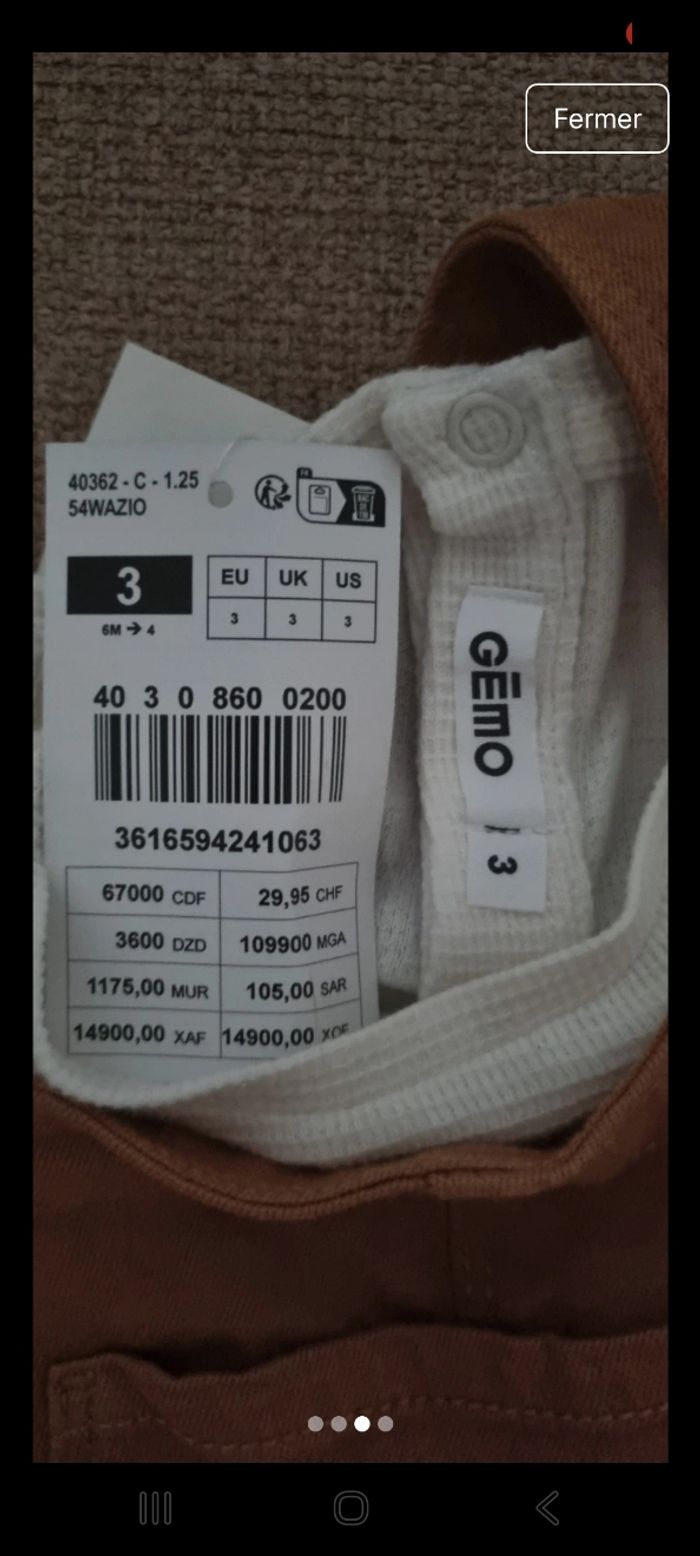 Fermer
40362 - C - 1.25
54WAZIO
3
6M → 4
EU UK US
3 3 3
40 3 0 860 0200
3616594241063
67000 CDF 29,95 CHF
3600 DZD 109900 MGA
1175,00 MUR 105,00 SAR
14900,00 XAF 14900,00 XOF
GĒMO
3